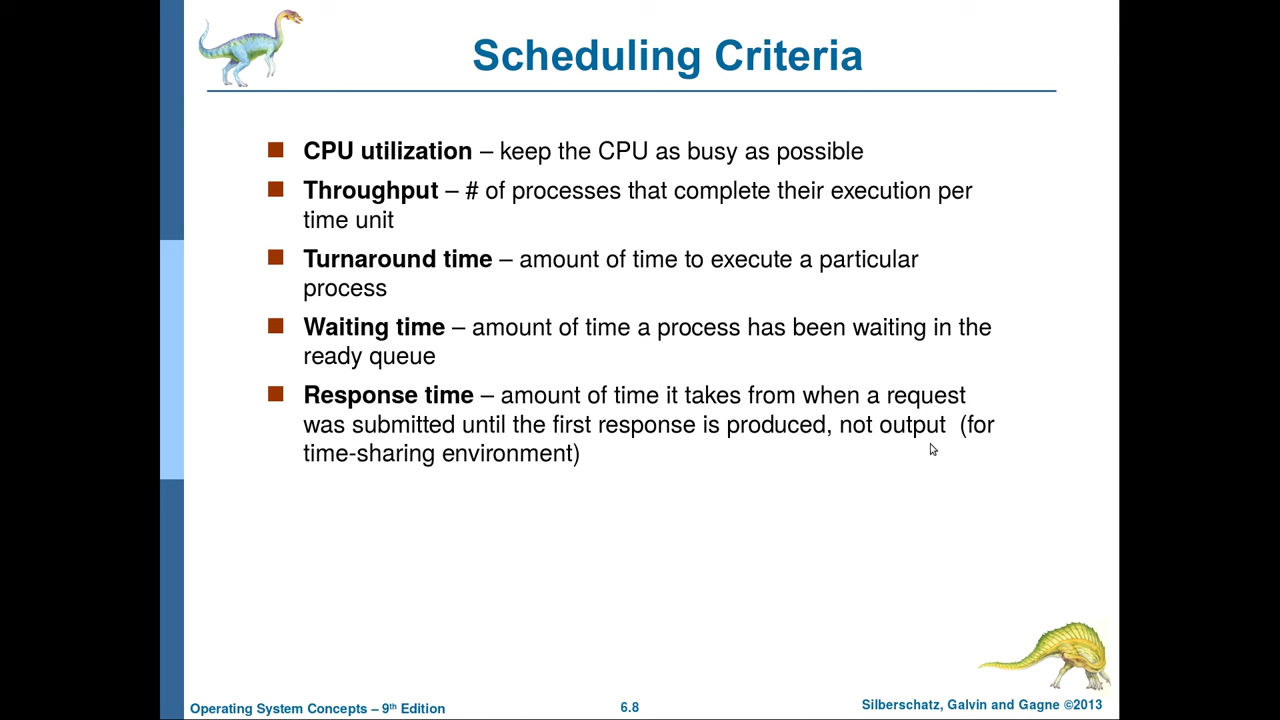 Scheduling Criteria
CPU utilization – keep the CPU as busy as possible
Throughput – # of processes that complete their execution per
time unit
Turnaround time – amount of time to execute a particular
process
Waiting time – amount of time a process has been waiting in the
ready queue
Response time – amount of time it takes from when a request
was submitted until the first response is produced, not output (for
time-sharing environment)
Operating System Concepts – 9th Edition
6.8
Silberschatz, Galvin and Gagne ©2013